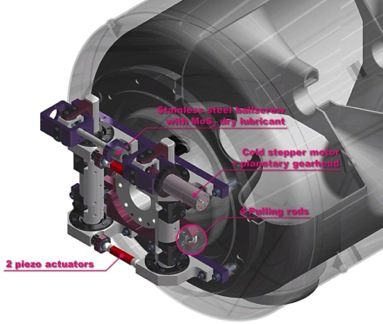 Stainless steel ballscrew
with MoS2 dry lubricant
Cold stepper motor
+ planetary gearhead
2 Pulling rods
2 piezo actuators